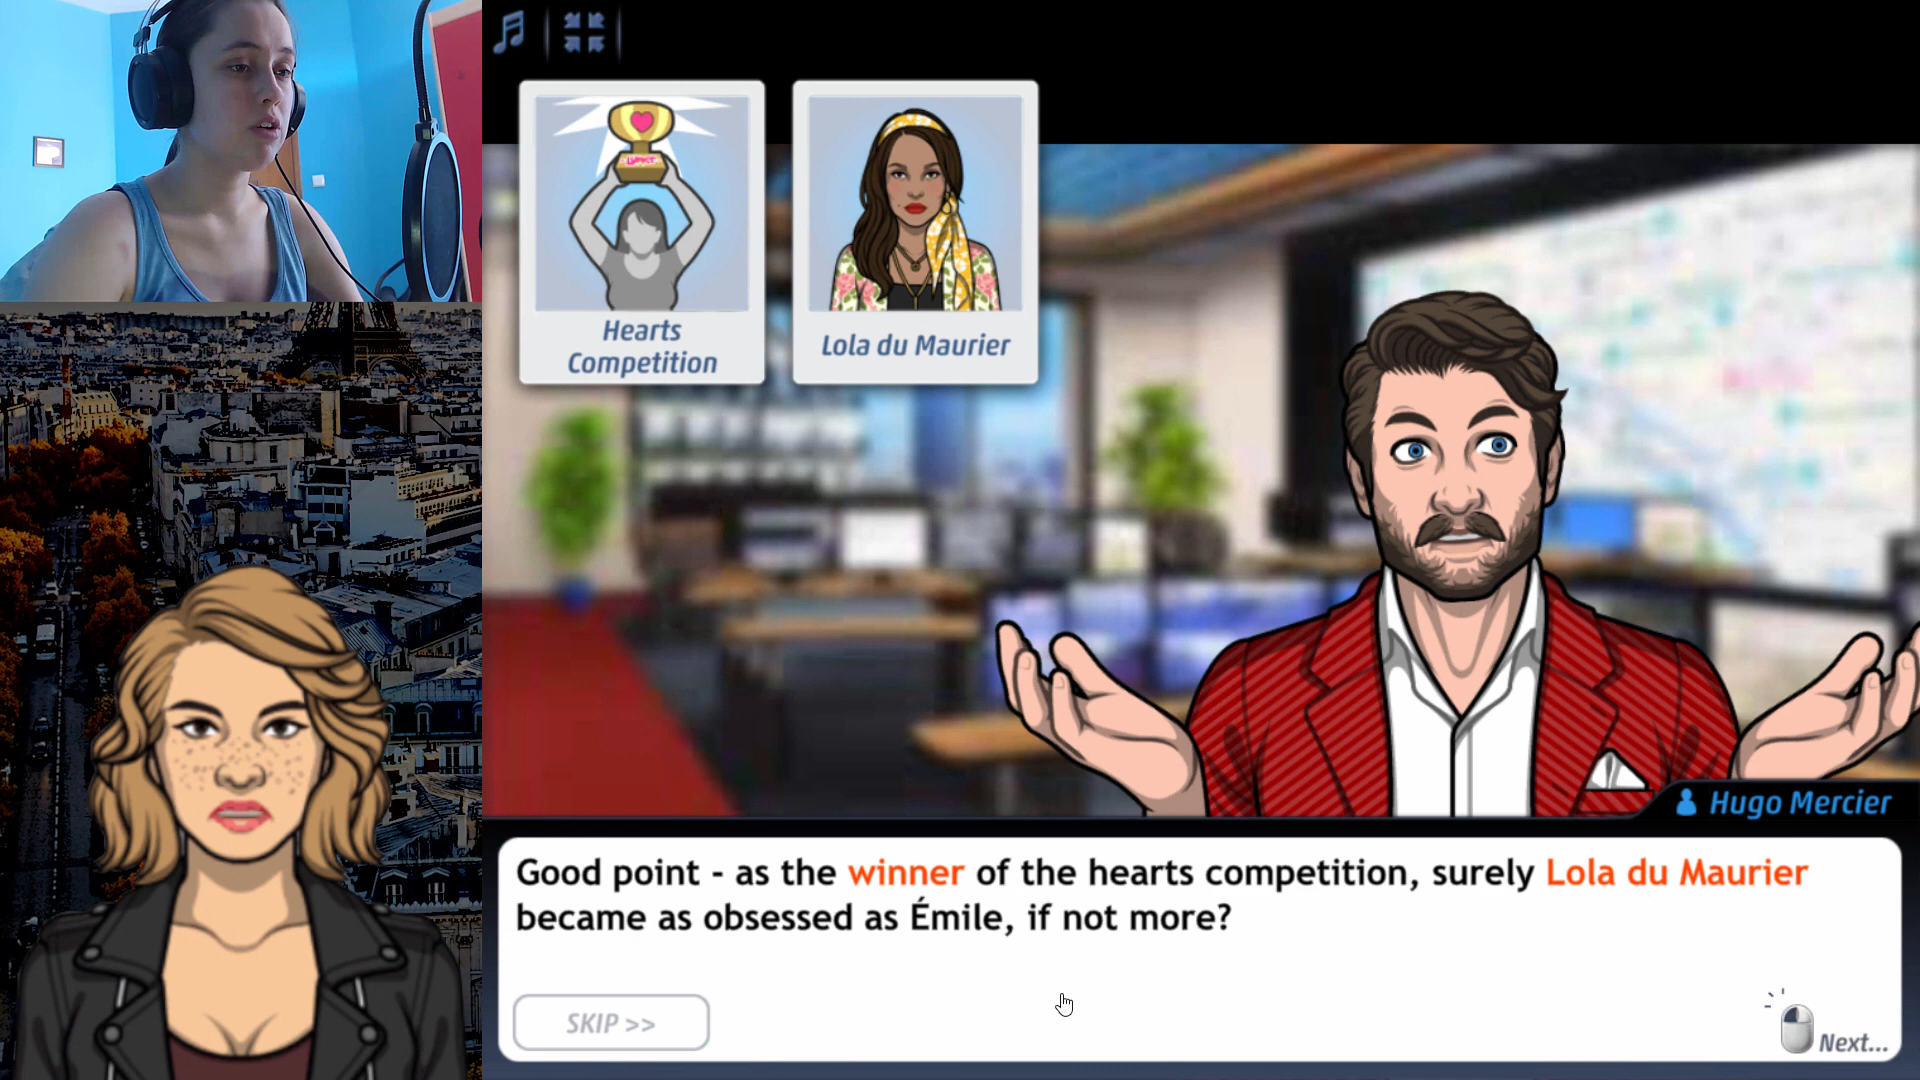 Hearts
Competition
Lola du Maurier
Hugo Mercier
Good point - as the winner of the hearts competition, surely Lola du Maurier
became as obsessed as Émile, if not more?
SKIP >>
Next...